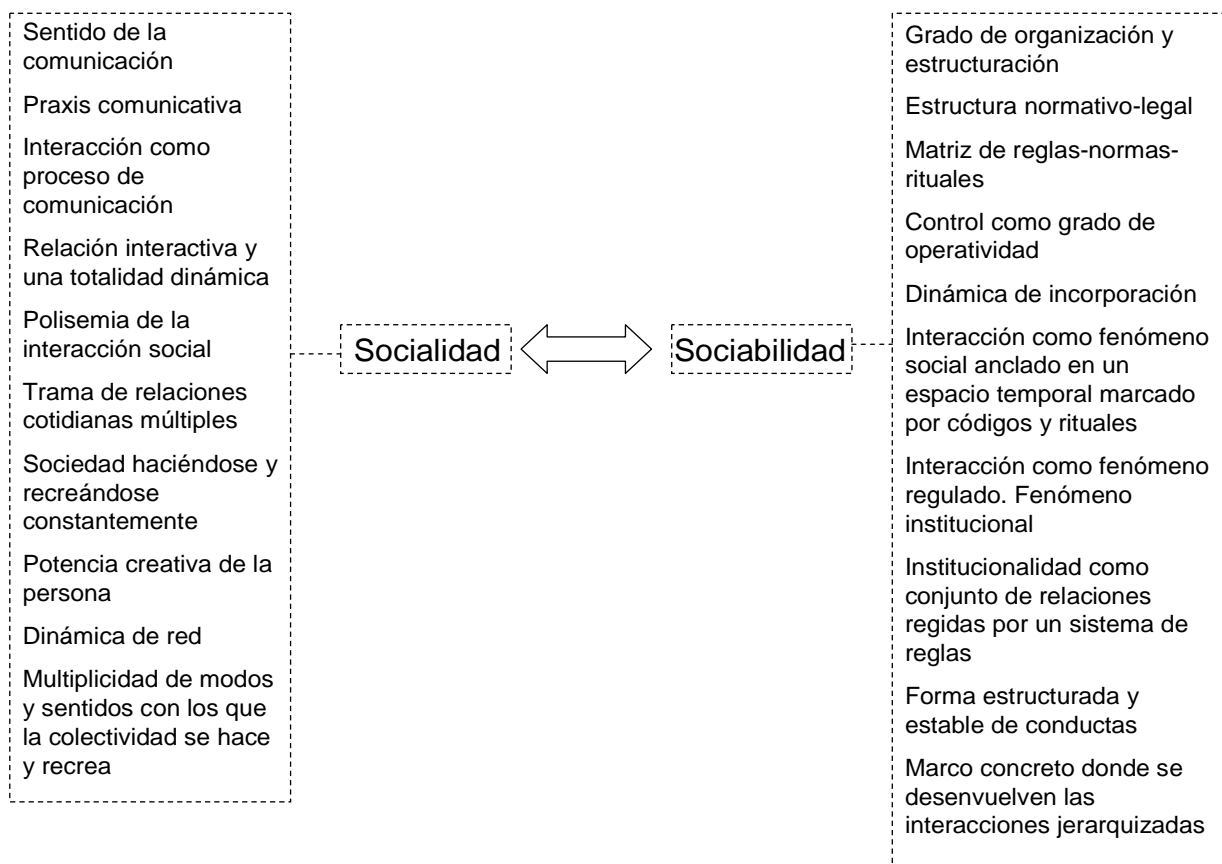 Sentido de la
comunicación
Praxis comunicativa
Interacción como
proceso de
comunicación
Relación interactiva y
una totalidad dinámica
Polisemia de la
interacción social
Trama de relaciones
cotidianas múltiples
Sociedad haciéndose y
recreándose
constantemente
Potencia creativa de la
persona
Dinámica de red
Multiplicidad de modos
y sentidos con los que
la colectividad se hace
y recrea
Socialidad
Sociabilidad
Grado de organización y
estructuración
Estructura normativo-legal
Matriz de reglas-normas-
rituales
Control como grado de
operatividad
Dinámica de incorporación
Interacción como fenómeno
social anclado en un
espacio temporal marcado
por códigos y rituales
Interacción como fenómeno
regulado. Fenómeno
institucional
Institucionalidad como
conjunto de relaciones
regidas por un sistema de
reglas
Forma estructurada y
estable de conductas
Marco concreto donde se
desenvuelven las
interacciones jerarquizadas